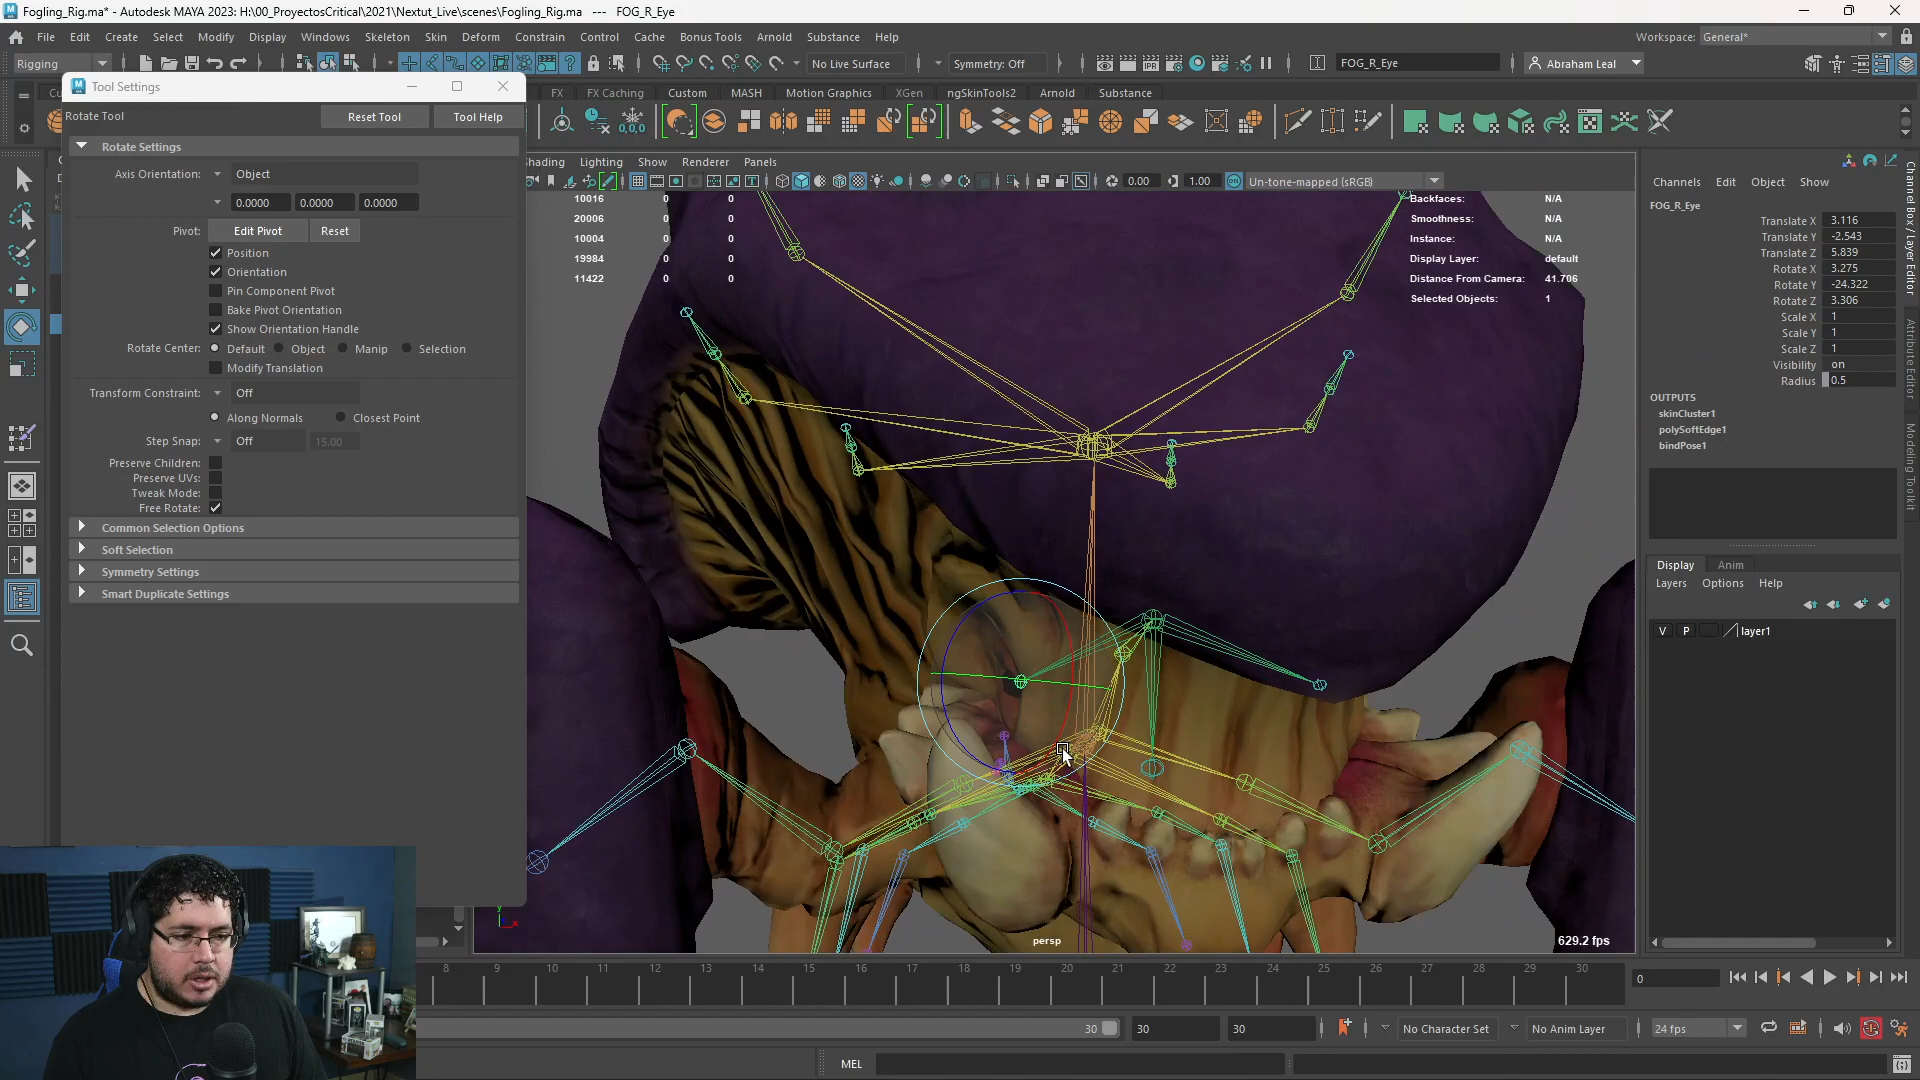 Fogling_Rig.ma* - Autodesk MAYA 2023: H:\00_ProyectosCritical\2021\Nextut_Live\scenes\Fogling_Rig.ma   ---   FOG_R_Eye
File Edit Create Select Modify Display Windows Skeleton Skin Deform Constrain Control Cache Bonus Tools Arnold Substance Help
Workspace: General*
Rigging
No Live Surface
Symmetry: Off
FOG_R_Eye
Abraham Leal
Tool Settings
FX FX Caching Custom MASH Motion Graphics XGen ngSkinTools2 Arnold Substance
Rotate Tool
Reset Tool
Tool Help
Rotate Settings
Axis Orientation: Object
0.0000 0.0000 0.0000
Pivot: Edit Pivot Reset
Position
Orientation
Pin Component Pivot
Bake Pivot Orientation
Show Orientation Handle
Rotate Center: Default Object Manip Selection
Modify Translation
Transform Constraint: Off
Along Normals Closest Point
Step Snap: Off 15.00
Preserve Children:
Preserve UVs:
Tweak Mode:
Free Rotate:
Common Selection Options
Soft Selection
Symmetry Settings
Smart Duplicate Settings
Shading Lighting Show Renderer Panels
0.00 1.00 Un-tone-mapped (sRGB)
10016 0 0
20006 0 0
10004 0 0
19984 0 0
11422 0 0
Backfaces: N/A
Smoothness: N/A
Instance: N/A
Display Layer: default
Distance From Camera: 41.706
Selected Objects: 1
persp
629.2 fps
Channels Edit Object Show
FOG_R_Eye
Translate X 3.116
Translate Y -2.543
Translate Z 5.839
Rotate X 3.275
Rotate Y -24.322
Rotate Z 3.306
Scale X 1
Scale Y 1
Scale Z 1
Visibility on
Radius 0.5
OUTPUTS
skinCluster1
polySoftEdge1
bindPose1
Display Anim
Layers Options Help
V P layer1
Channel Box / Layer Editor
Attribute Editor
Modeling Toolkit
8 9 10 11 12 13 14 15 16 17 18 19 20 21 22 23 24 25 26 27 28 29 30
0
30 30 30
No Character Set
No Anim Layer
24 fps
MEL